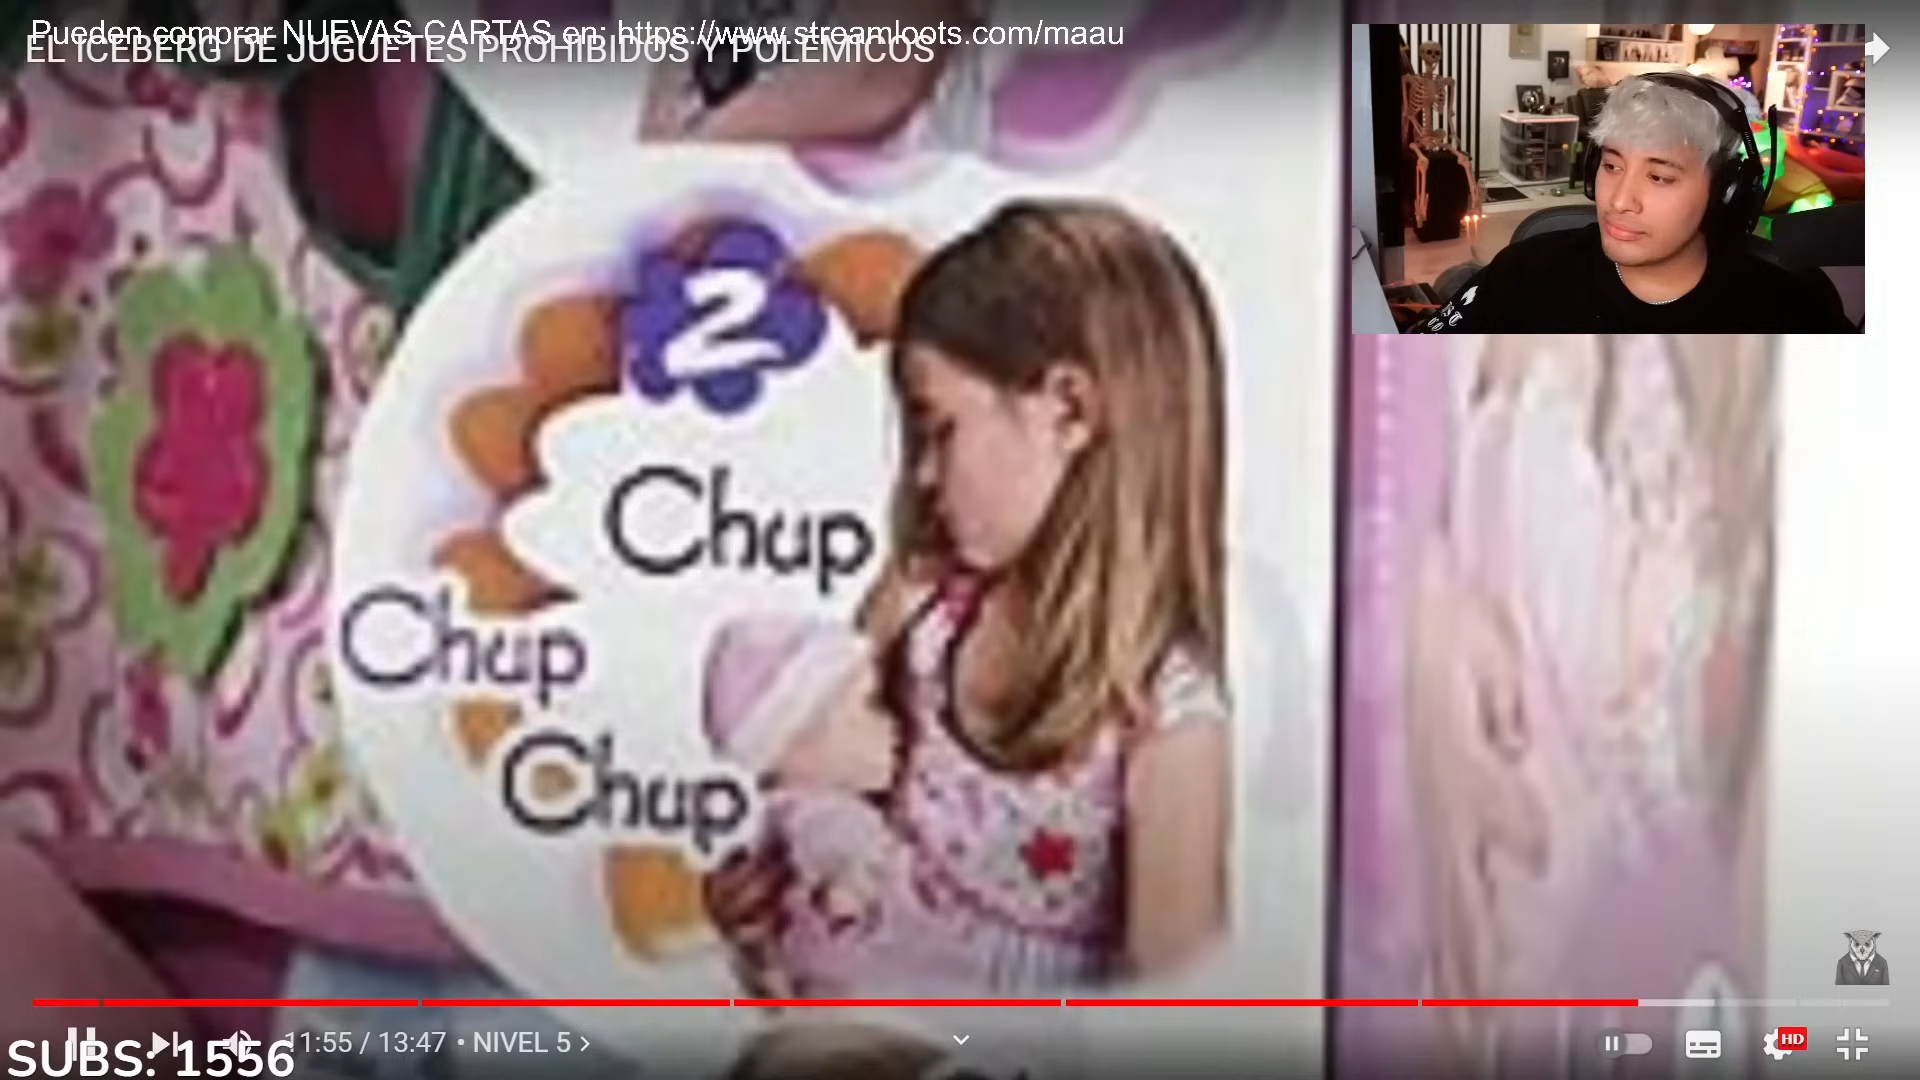 Pueden comprar NUEVAS CARTAS en: https://www.streamloots.com/maau
EL ICEBERG DE JUGUETES PROHIBIDOS Y POLÉMICOS
2
Chup
Chup
Chup
11:55 / 13:47 • NIVEL 5 >
HD
SUBS: 1556